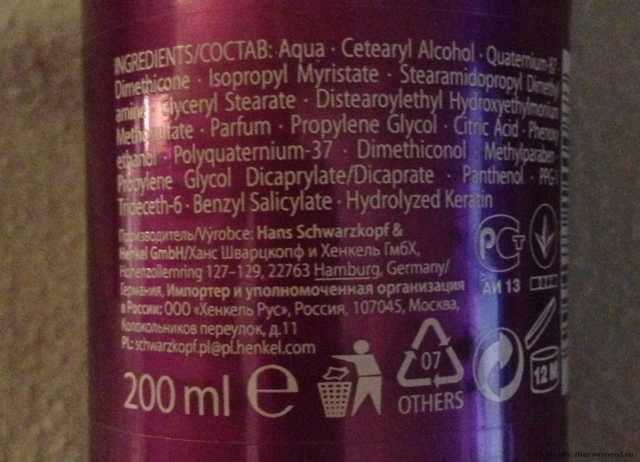 INGREDIENTS/СОСТАВ: Aqua · Cetearyl Alcohol · Quaternium-87
Dimethicone · Isopropyl Myristate · Stearamidopropyl Dimethyl
amine · Glyceryl Stearate · Distearoylethyl Hydroxyethylmonium
Methosulfate · Parfum · Propylene Glycol · Citric Acid · Phenoxy
ethanol · Polyquaternium-37 · Dimethiconol · Methylparaben ·
Propylene Glycol Dicaprylate/Dicaprate · Panthenol · PPG-1
Trideceth-6 · Benzyl Salicylate · Hydrolyzed Keratin
Производитель/Výrobce: Hans Schwarzkopf &
Henkel GmbH/Ханс Шварцкопф и Хенкель ГмбХ,
Hohenzollernring 127–129, 22763 Hamburg, Germany/
Германия, Импортер и уполномоченная организация
в России: ООО «Хенкель Рус», Россия, 107045, Москва,
Колокольников переулок, д.11
PL: schwarzkopf.pl@pl.henkel.com
РСТ
АИ 13
200 ml e
07
OTHERS
12 M